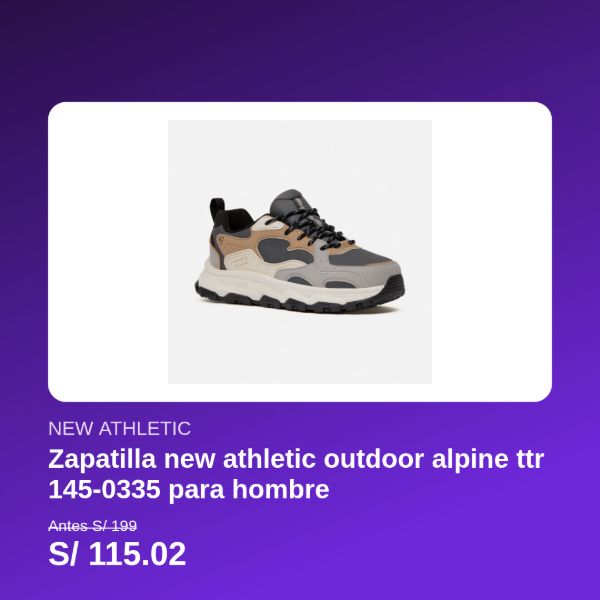 NEW ATHLETIC
Zapatilla new athletic outdoor alpine ttr
145-0335 para hombre
Antes S/ 199
S/ 115.02